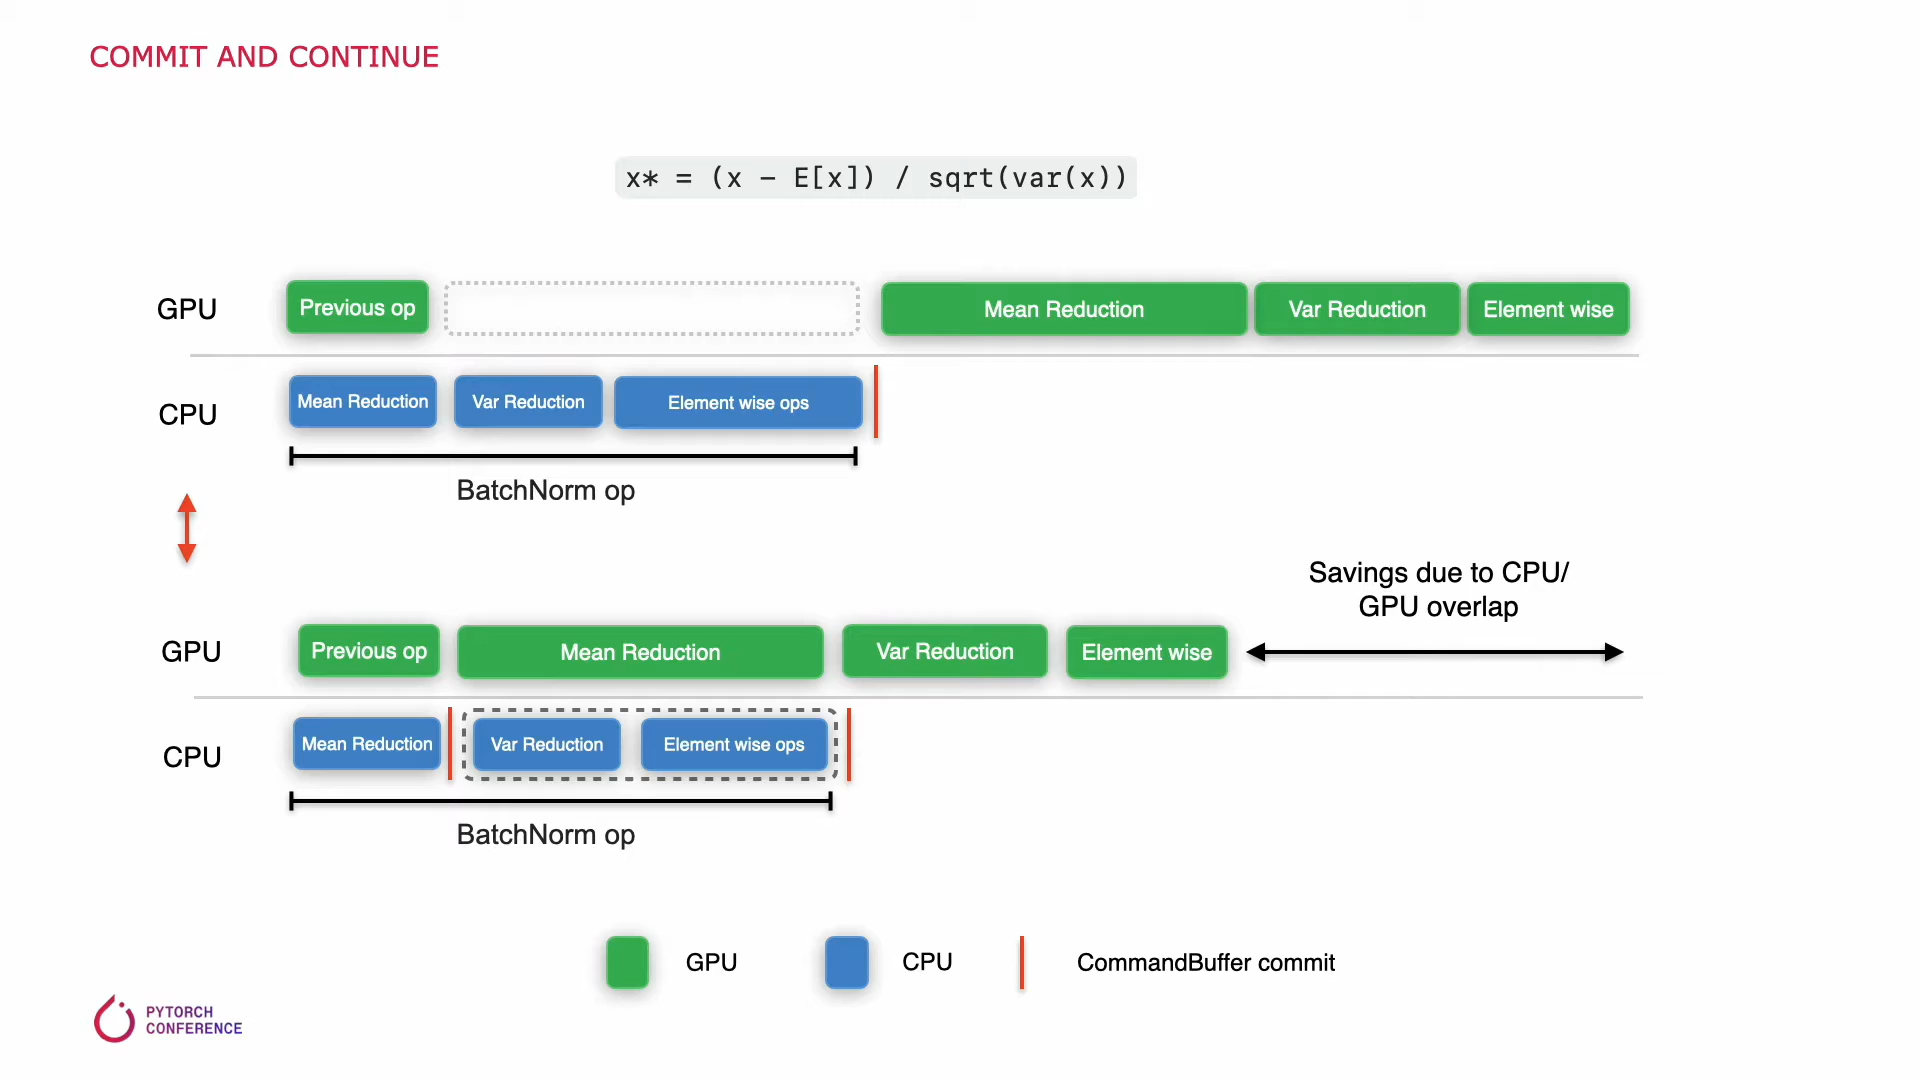 COMMIT AND CONTINUE
x* = (x − E[x]) / sqrt(var(x))
GPU
Previous op
Mean Reduction
Var Reduction
Element wise
CPU
Mean Reduction
Var Reduction
Element wise ops
BatchNorm op
Savings due to CPU/
GPU overlap
GPU
Previous op
Mean Reduction
Var Reduction
Element wise
CPU
Mean Reduction
Var Reduction
Element wise ops
BatchNorm op
GPU
CPU
CommandBuffer commit
PYTORCH
CONFERENCE